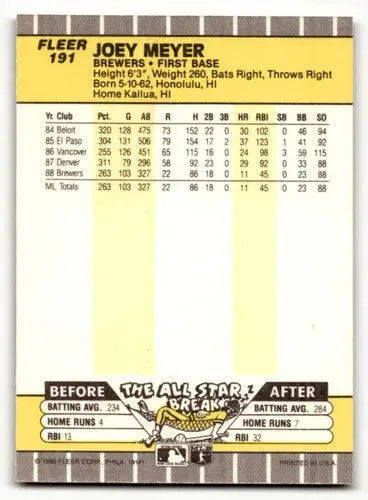 FLEER
191
JOEY MEYER
BREWERS • FIRST BASE
Height 6'3", Weight 260, Bats Right, Throws Right
Born 5-10-62, Honolulu, HI
Home Kailua, HI
Yr. Club Pct. G AB R H 2B 3B HR RBI SB BB SO
84 Beloit .320 128 475 73 152 22 0 30 102 0 46 94
85 El Paso .304 131 506 79 154 17 2 37 123 1 41 92
86 Vancouver .255 126 451 65 115 16 0 24 98 3 59 115
87 Denver .311 79 296 58 92 23 0 29 92 0 33 88
88 Brewers .263 103 327 22 86 18 0 11 45 0 23 88
ML Totals .263 103 327 22 86 18 0 11 45 0 23 88
BEFORE THE ALL STAR BREAK AFTER
BATTING AVG. .234
HOME RUNS 4
RBI 13
BATTING AVG. .284
HOME RUNS 7
RBI 32
© 1989 FLEER CORP., PHILA. 19141
PRINTED IN U.S.A.